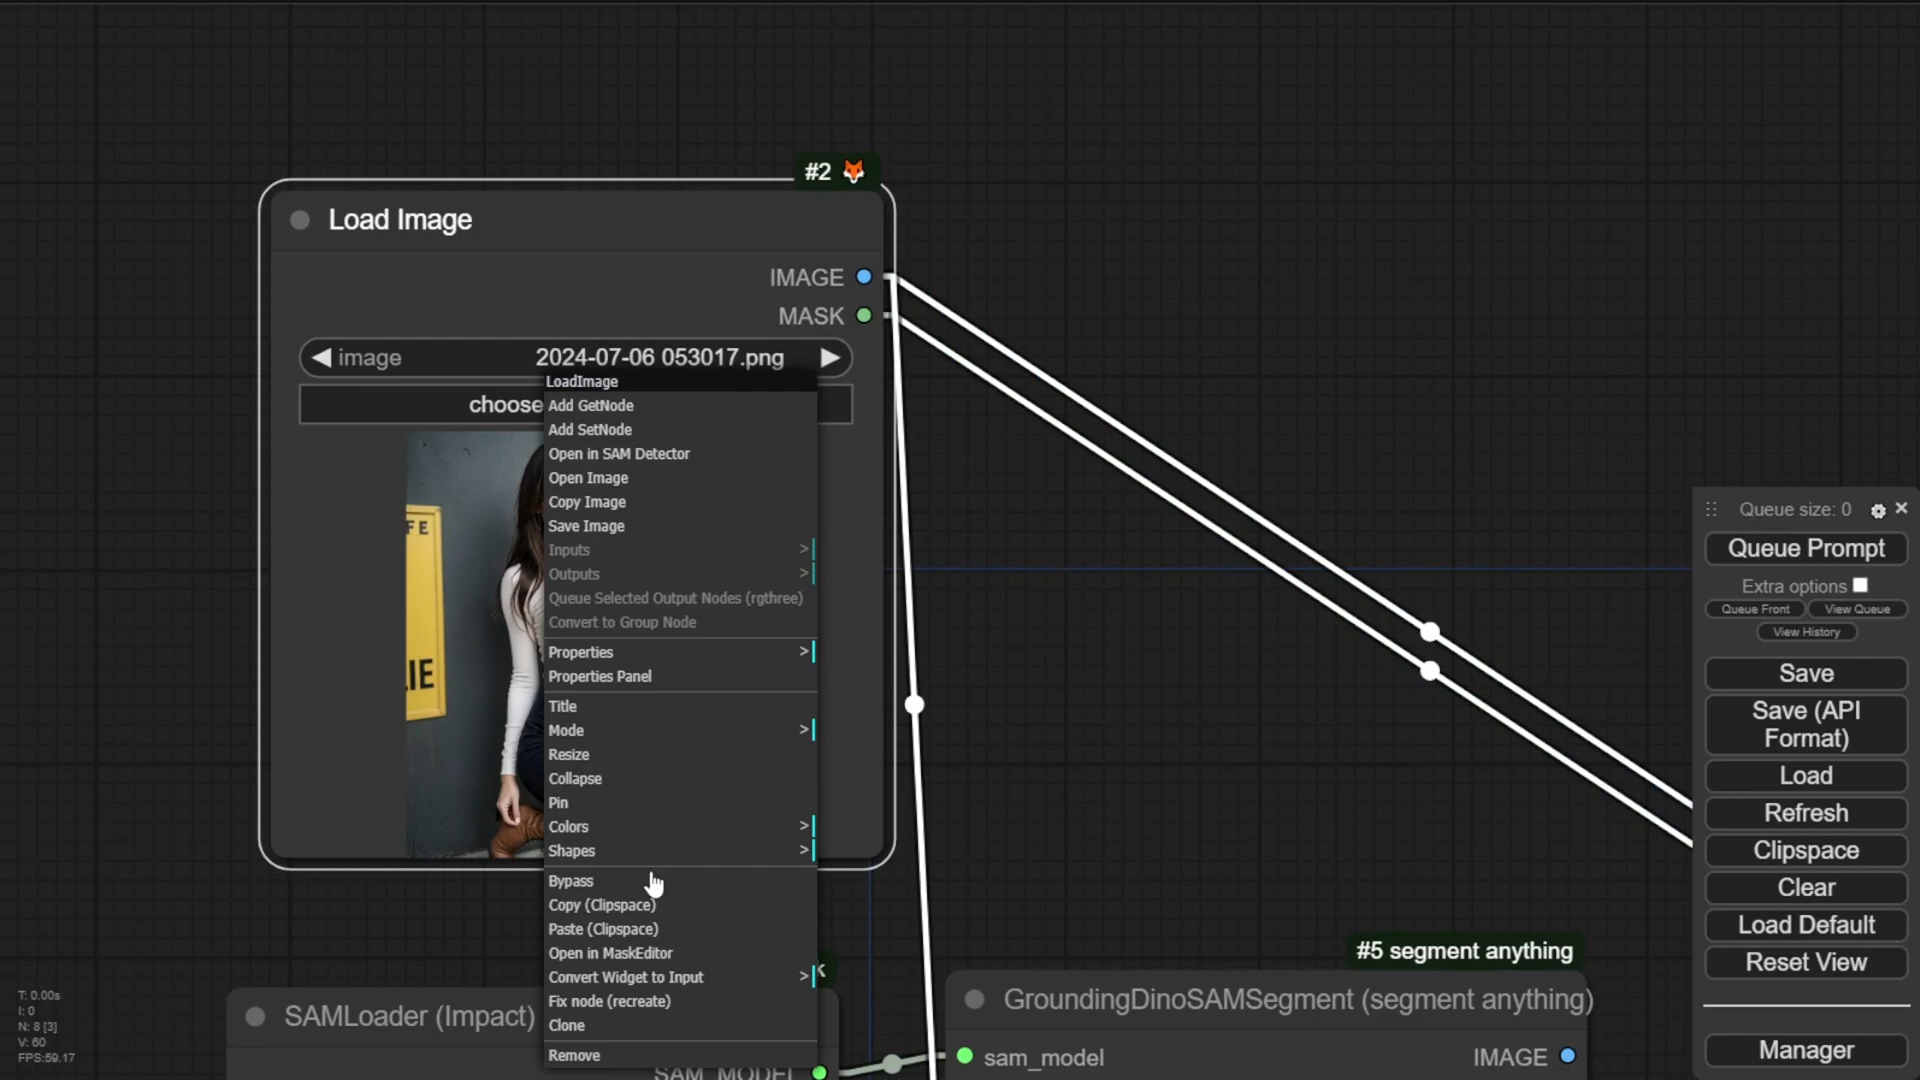 #2 🦊
Load Image
IMAGE
MASK
image 2024-07-06 053017.png
choose
LoadImage
Add GetNode
Add SetNode
Open in SAM Detector
Open Image
Copy Image
Save Image
Inputs >
Outputs >
Queue Selected Output Nodes (rgthree)
Convert to Group Node
Properties >
Properties Panel
Title
Mode >
Resize
Collapse
Pin
Colors >
Shapes >
Bypass
Copy (Clipspace)
Paste (Clipspace)
Open in MaskEditor
Convert Widget to Input >
Fix node (recreate)
Clone
Remove
FE
LIE
k
SAMLoader (Impact)
SAM_MODEL
#5 segment anything
GroundingDinoSAMSegment (segment anything)
sam_model IMAGE
Queue size: 0
Queue Prompt
Extra options
Queue Front View Queue
View History
Save
Save (API
Format)
Load
Refresh
Clipspace
Clear
Load Default
Reset View
Manager
T: 0.00s
I: 0
N: 8 [3]
V: 60
FPS:59.17